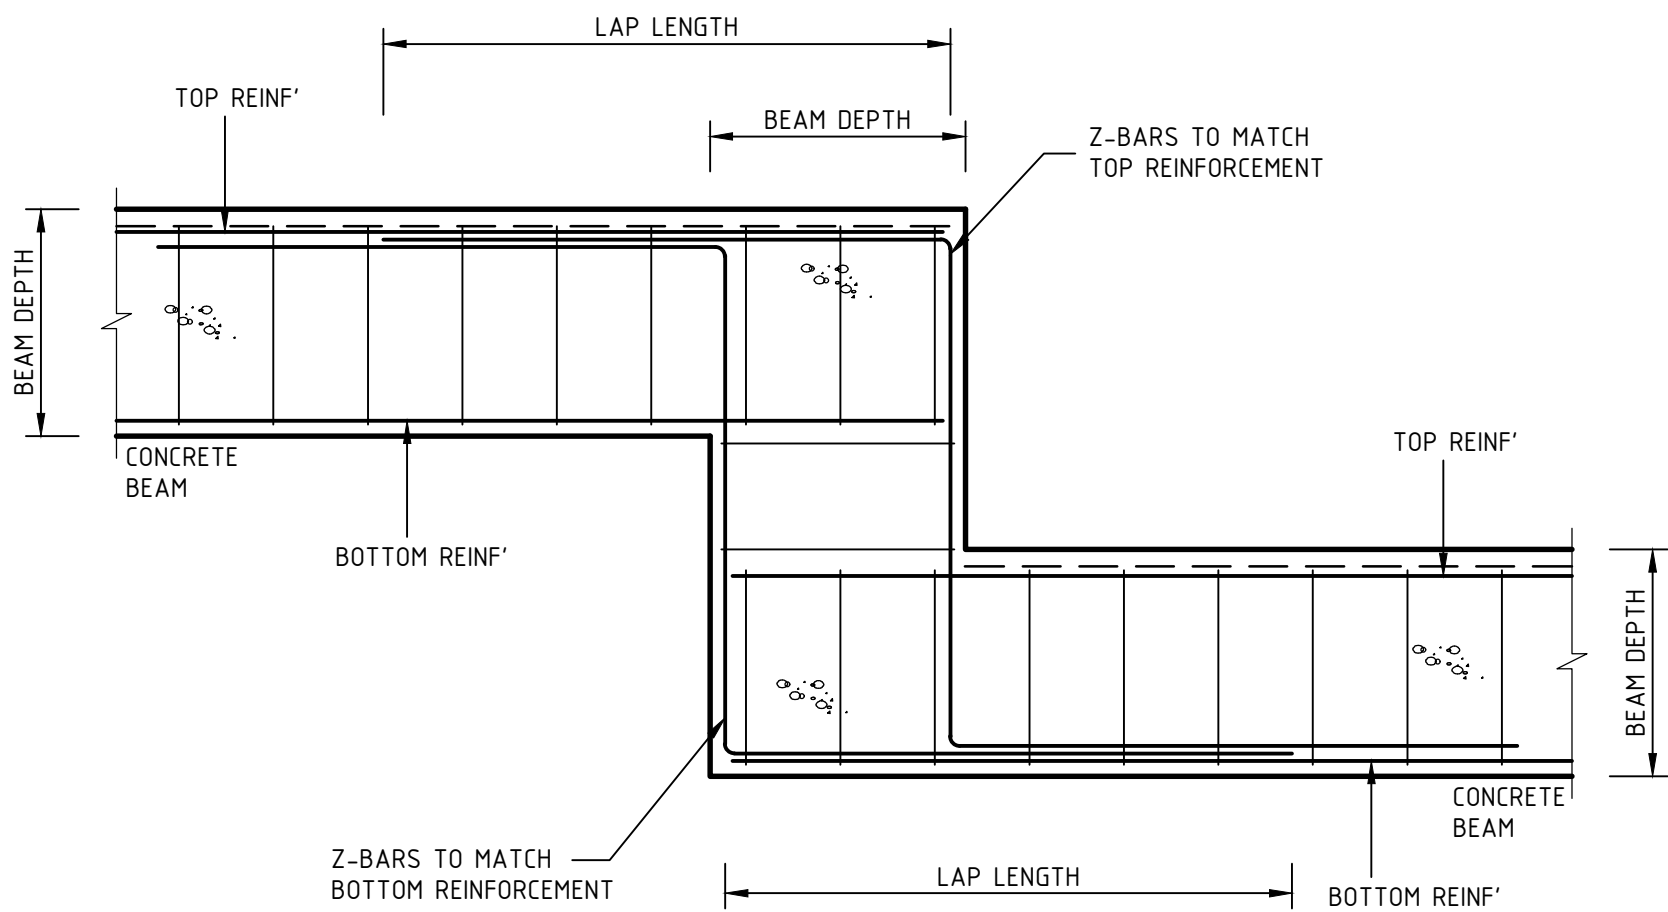 LAP LENGTH
TOP REINF'
BEAM DEPTH
Z-BARS TO MATCH
TOP REINFORCEMENT
BEAM DEPTH
CONCRETE
BEAM
BOTTOM REINF'
TOP REINF'
BEAM DEPTH
CONCRETE
BEAM
Z-BARS TO MATCH
BOTTOM REINFORCEMENT
LAP LENGTH
BOTTOM REINF'